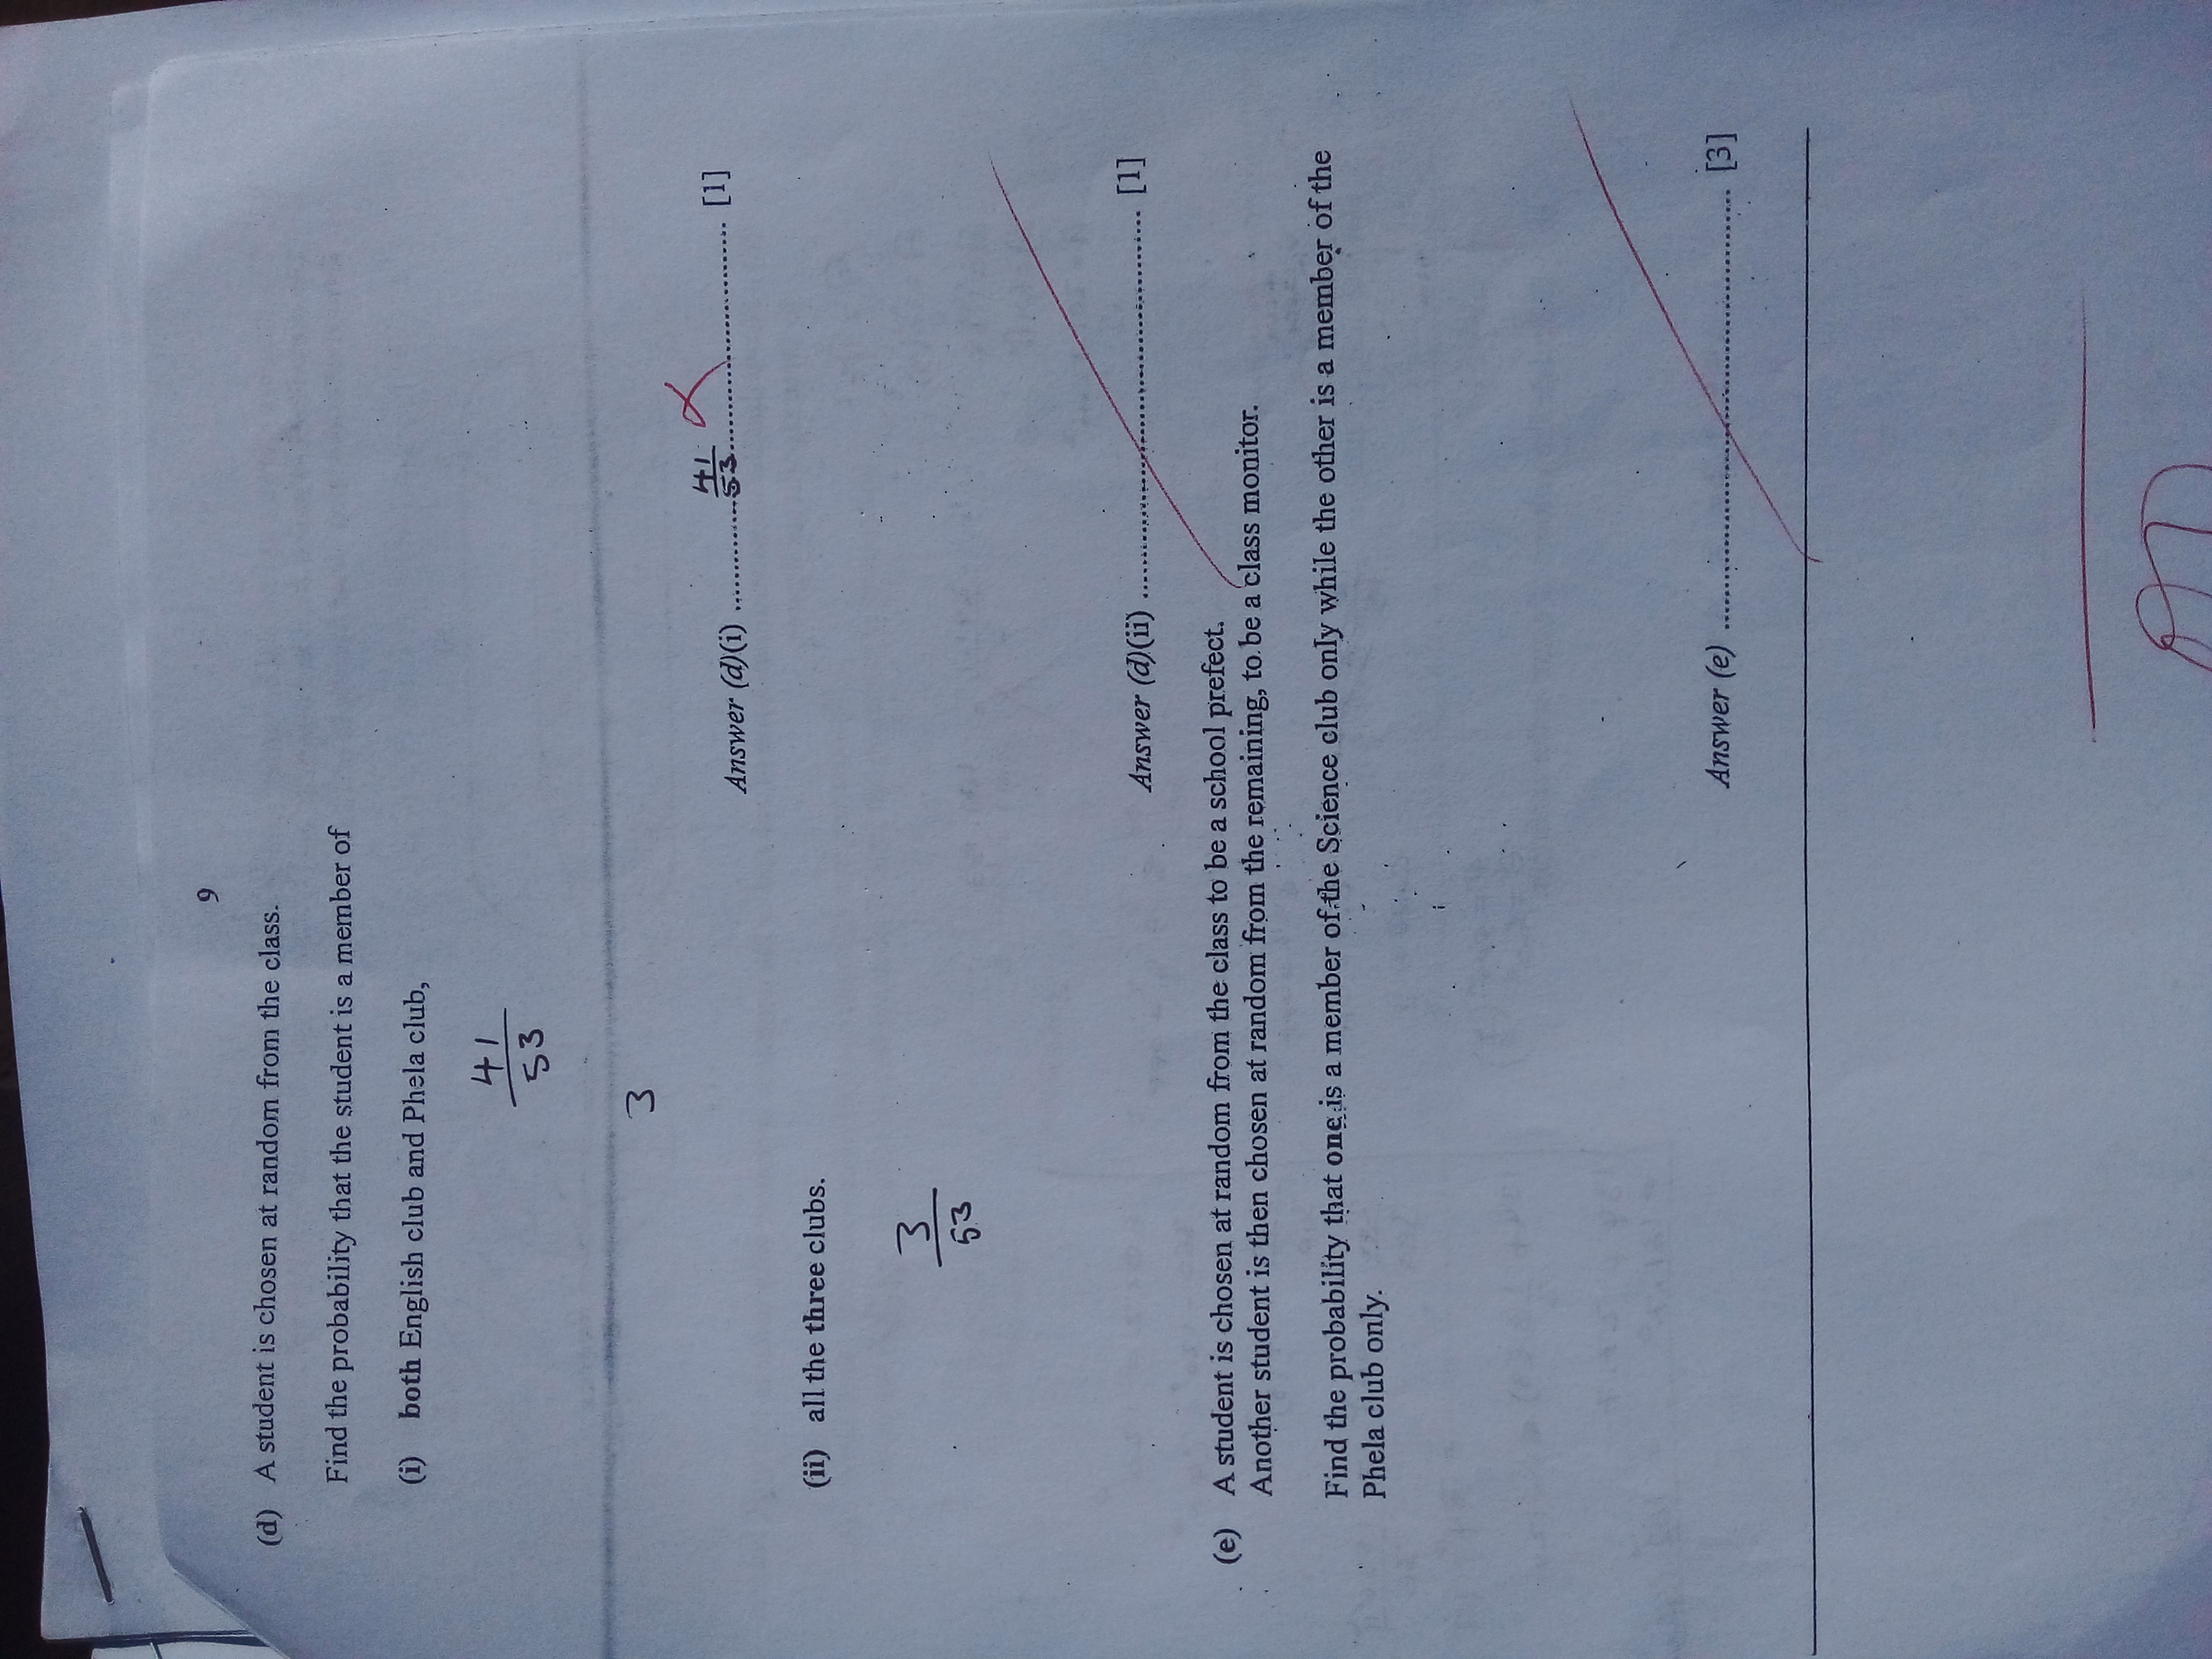 9
(d) A student is chosen at random from the class.
Find the probability that the student is a member of
(i) both English club and Phela club,
41
53
3
Answer (d)(i) ........41/53........ [1]
(ii) all the three clubs.
3
53
Answer (d)(ii) ........ [1]
(e) A student is chosen at random from the class to be a school prefect.
Another student is then chosen at random from the remaining, to be a class monitor.
Find the probability that one is a member of the Science club only while the other is a member of the
Phela club only.
Answer (e) ........ [3]